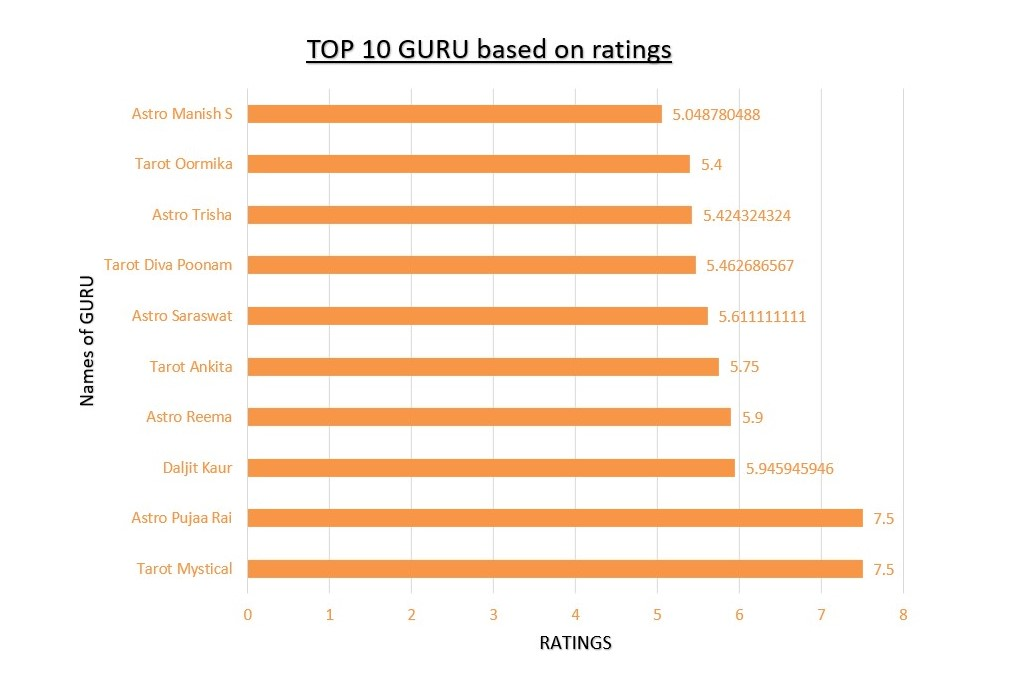 TOP 10 GURU based on ratings
Names of GURU
Astro Manish S 5.048780488
Tarot Oormika 5.4
Astro Trisha 5.424324324
Tarot Diva Poonam 5.462686567
Astro Saraswat 5.611111111
Tarot Ankita 5.75
Astro Reema 5.9
Daljit Kaur 5.945945946
Astro Pujaa Rai 7.5
Tarot Mystical 7.5
0 1 2 3 4 5 6 7 8
RATINGS